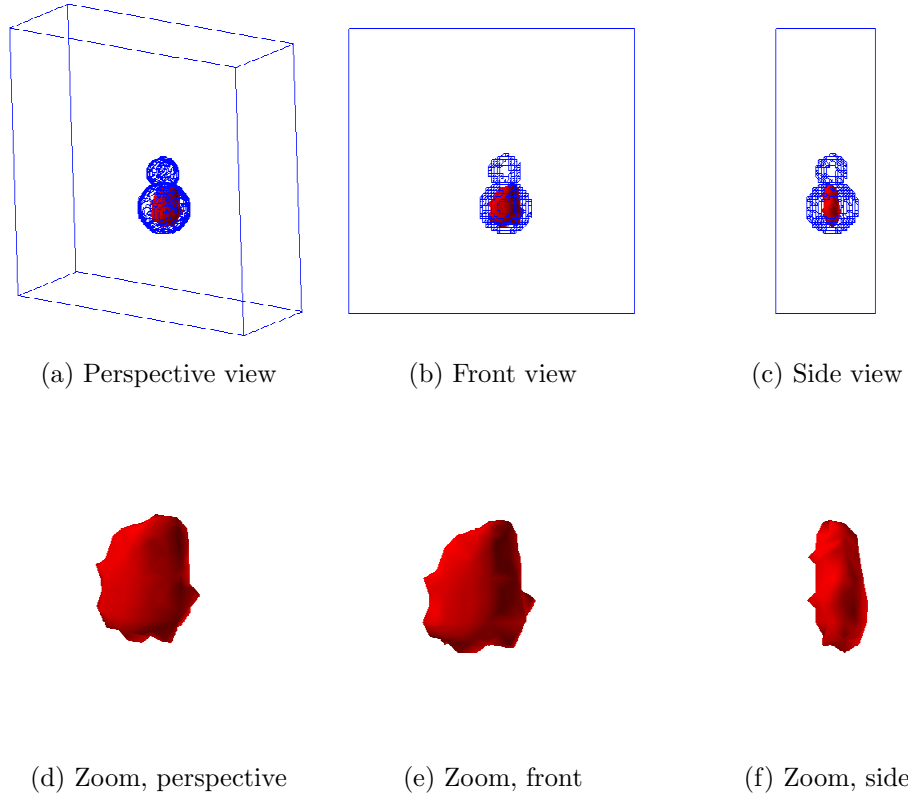 (a) Perspective view
(b) Front view
(c) Side view
(d) Zoom, perspective
(e) Zoom, front
(f) Zoom, side